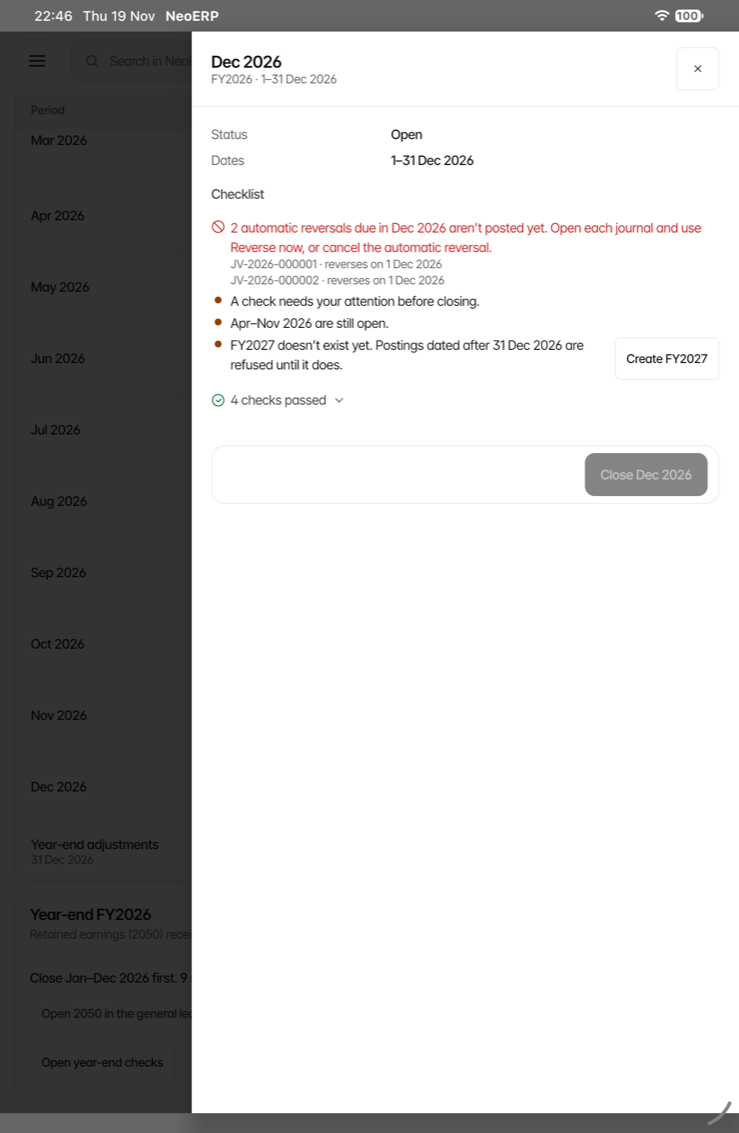 22:46 Thu 19 Nov NeoERP
100
Search in Neo
Period
Mar 2026
Apr 2026
May 2026
Jun 2026
Jul 2026
Aug 2026
Sep 2026
Oct 2026
Nov 2026
Dec 2026
Year-end adjustments
31 Dec 2026
Year-end FY2026
Retained earnings (2050) rece
Close Jan–Dec 2026 first. 9
Open 2050 in the general led
Open year-end checks
Dec 2026
FY2026 · 1–31 Dec 2026
Status Open
Dates 1–31 Dec 2026
Checklist
2 automatic reversals due in Dec 2026 aren't posted yet. Open each journal and use
Reverse now, or cancel the automatic reversal.
JV-2026-000001 · reverses on 1 Dec 2026
JV-2026-000002 · reverses on 1 Dec 2026
A check needs your attention before closing.
Apr–Nov 2026 are still open.
FY2027 doesn't exist yet. Postings dated after 31 Dec 2026 are
refused until it does.
Create FY2027
4 checks passed
Close Dec 2026